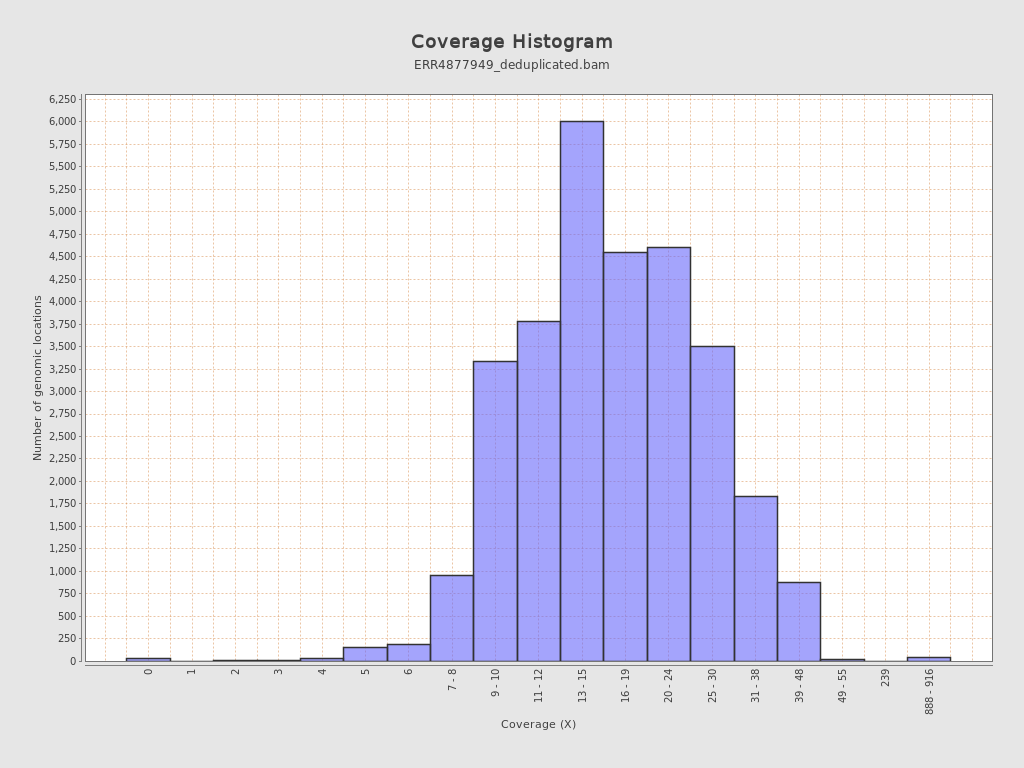 Coverage Histogram
ERR4877949_deduplicated.bam
Number of genomic locations
6,250
6,000
5,750
5,500
5,250
5,000
4,750
4,500
4,250
4,000
3,750
3,500
3,250
3,000
2,750
2,500
2,250
2,000
1,750
1,500
1,250
1,000
750
500
250
0
0
1
2
3
4
5
6
7 - 8
9 - 10
11 - 12
13 - 15
16 - 19
20 - 24
25 - 30
31 - 38
39 - 48
49 - 55
239
888 - 916
Coverage (X)